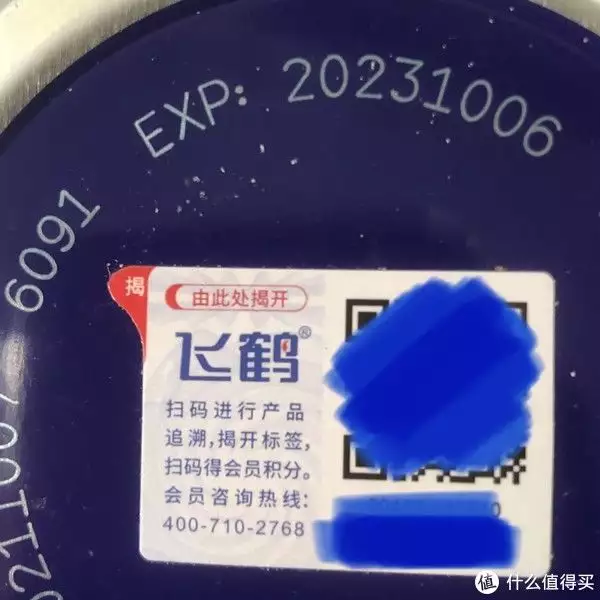 EXP: 20231006
6091
揭
由此处揭开
飞鹤®
扫码进行产品
追溯,揭开标签,
扫码得会员积分。
会员咨询热线:
400-710-2768
值 什么值得买